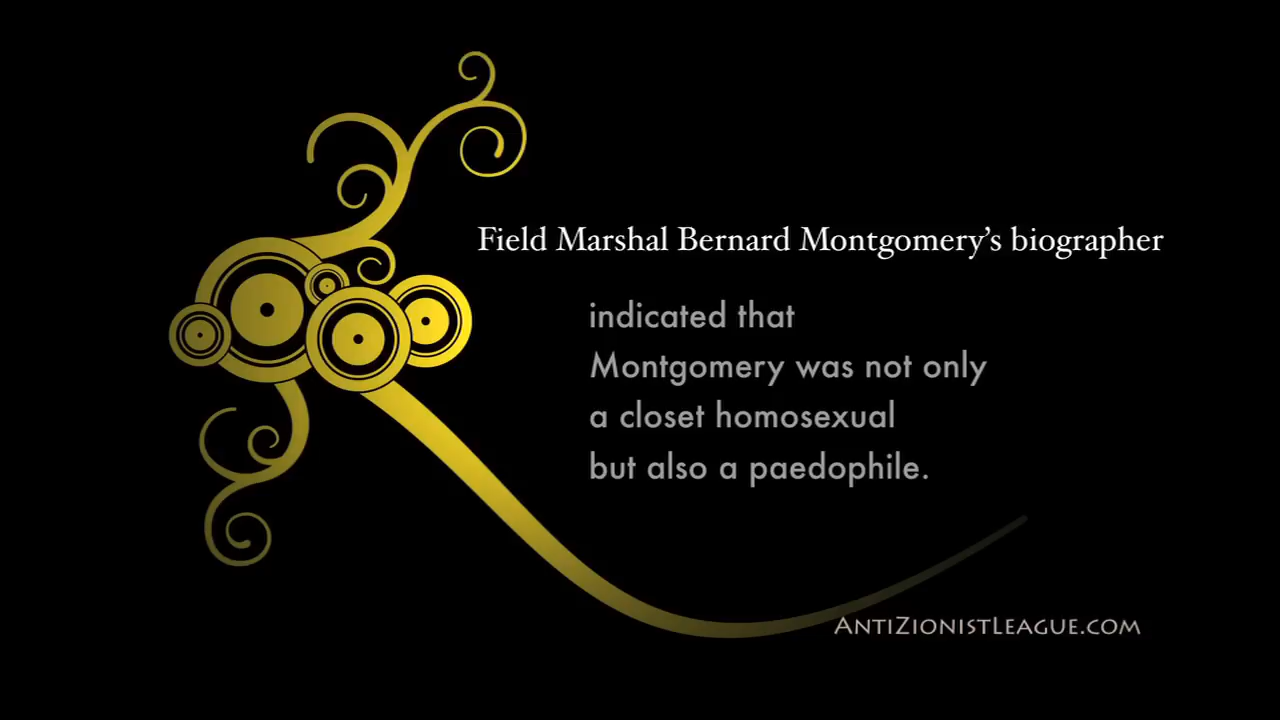 Field Marshal Bernard Montgomery’s biographer
indicated that
Montgomery was not only
a closet homosexual
but also a paedophile.
AntiZionistLeague.com